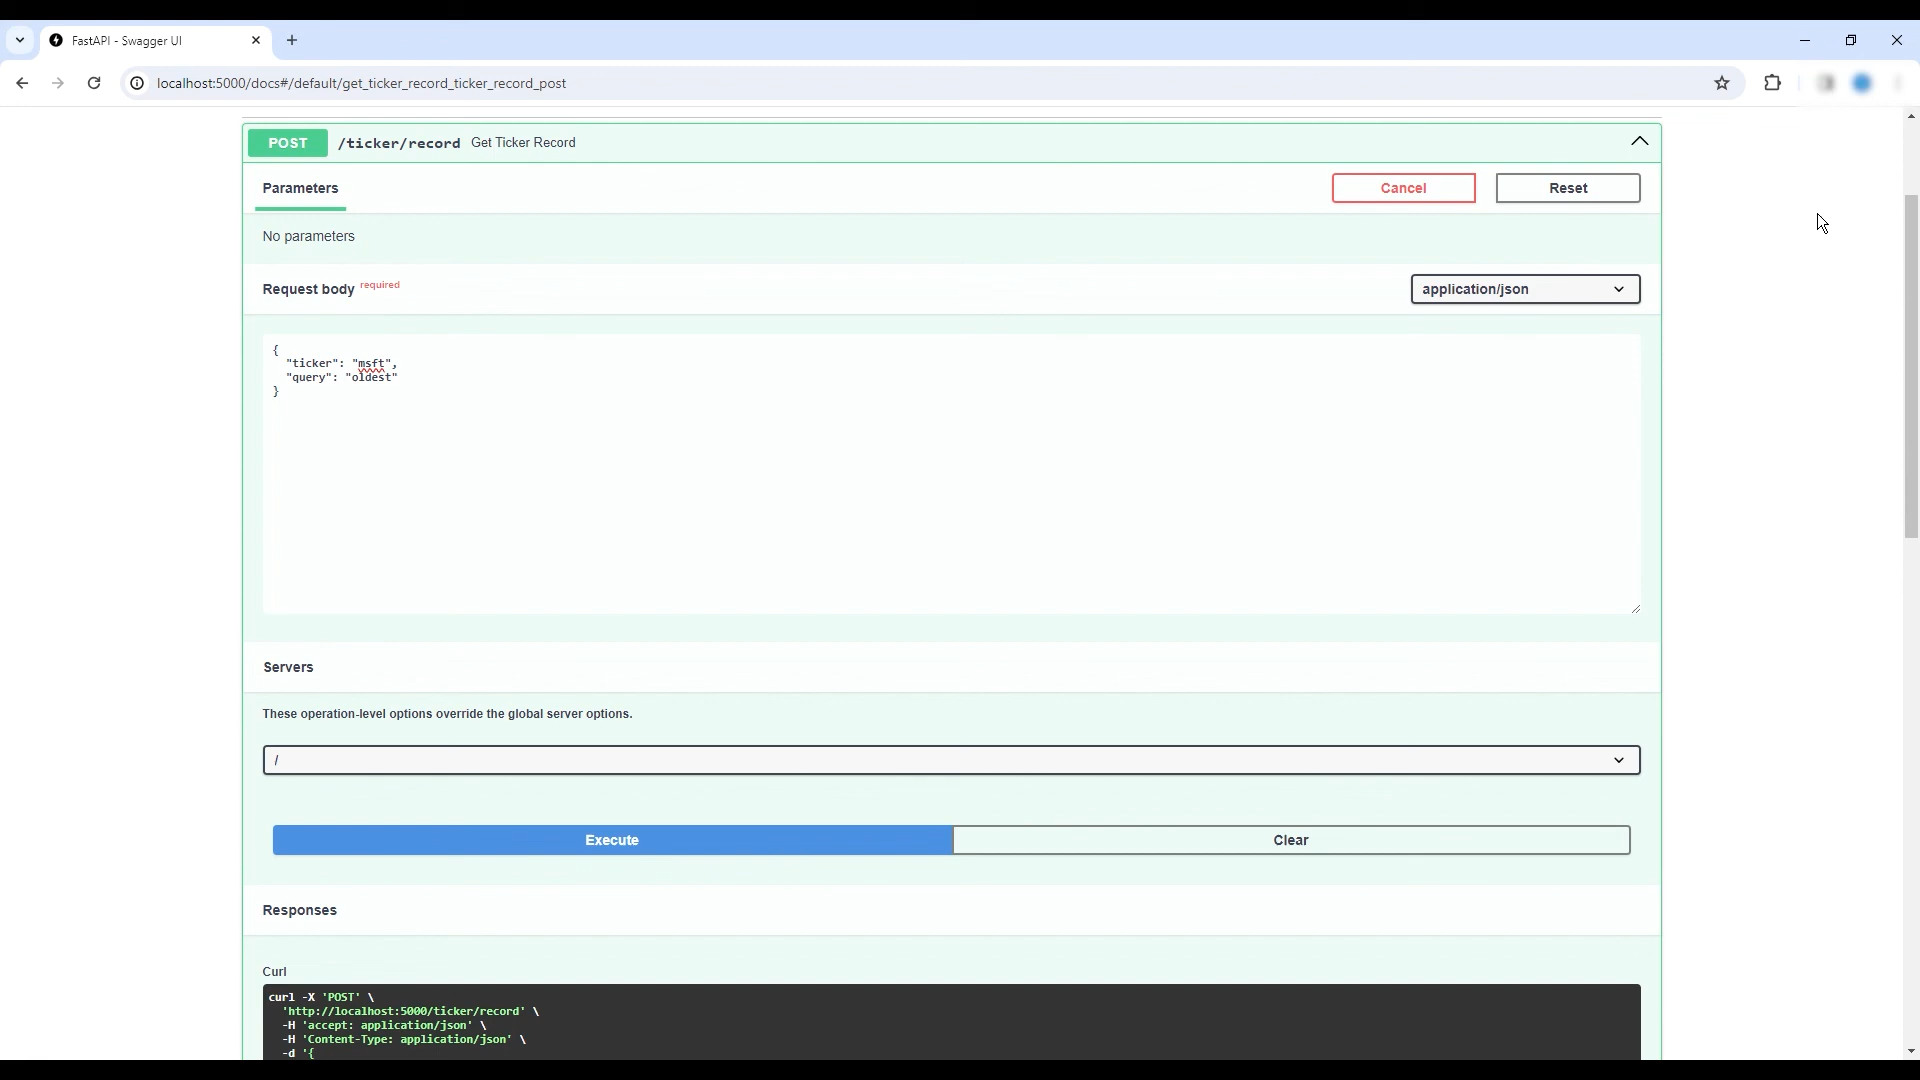 FastAPI - Swagger UI
localhost:5000/docs#/default/get_ticker_record_ticker_record_post
POST /ticker/record Get Ticker Record
Parameters
Cancel
Reset
No parameters
Request body required
application/json
{
"ticker": "msft",
"query": "oldest"
}
Servers
These operation-level options override the global server options.
/
Execute
Clear
Responses
Curl
curl -X 'POST' \
'http://localhost:5000/ticker/record' \
-H 'accept: application/json' \
-H 'Content-Type: application/json' \
-d '{